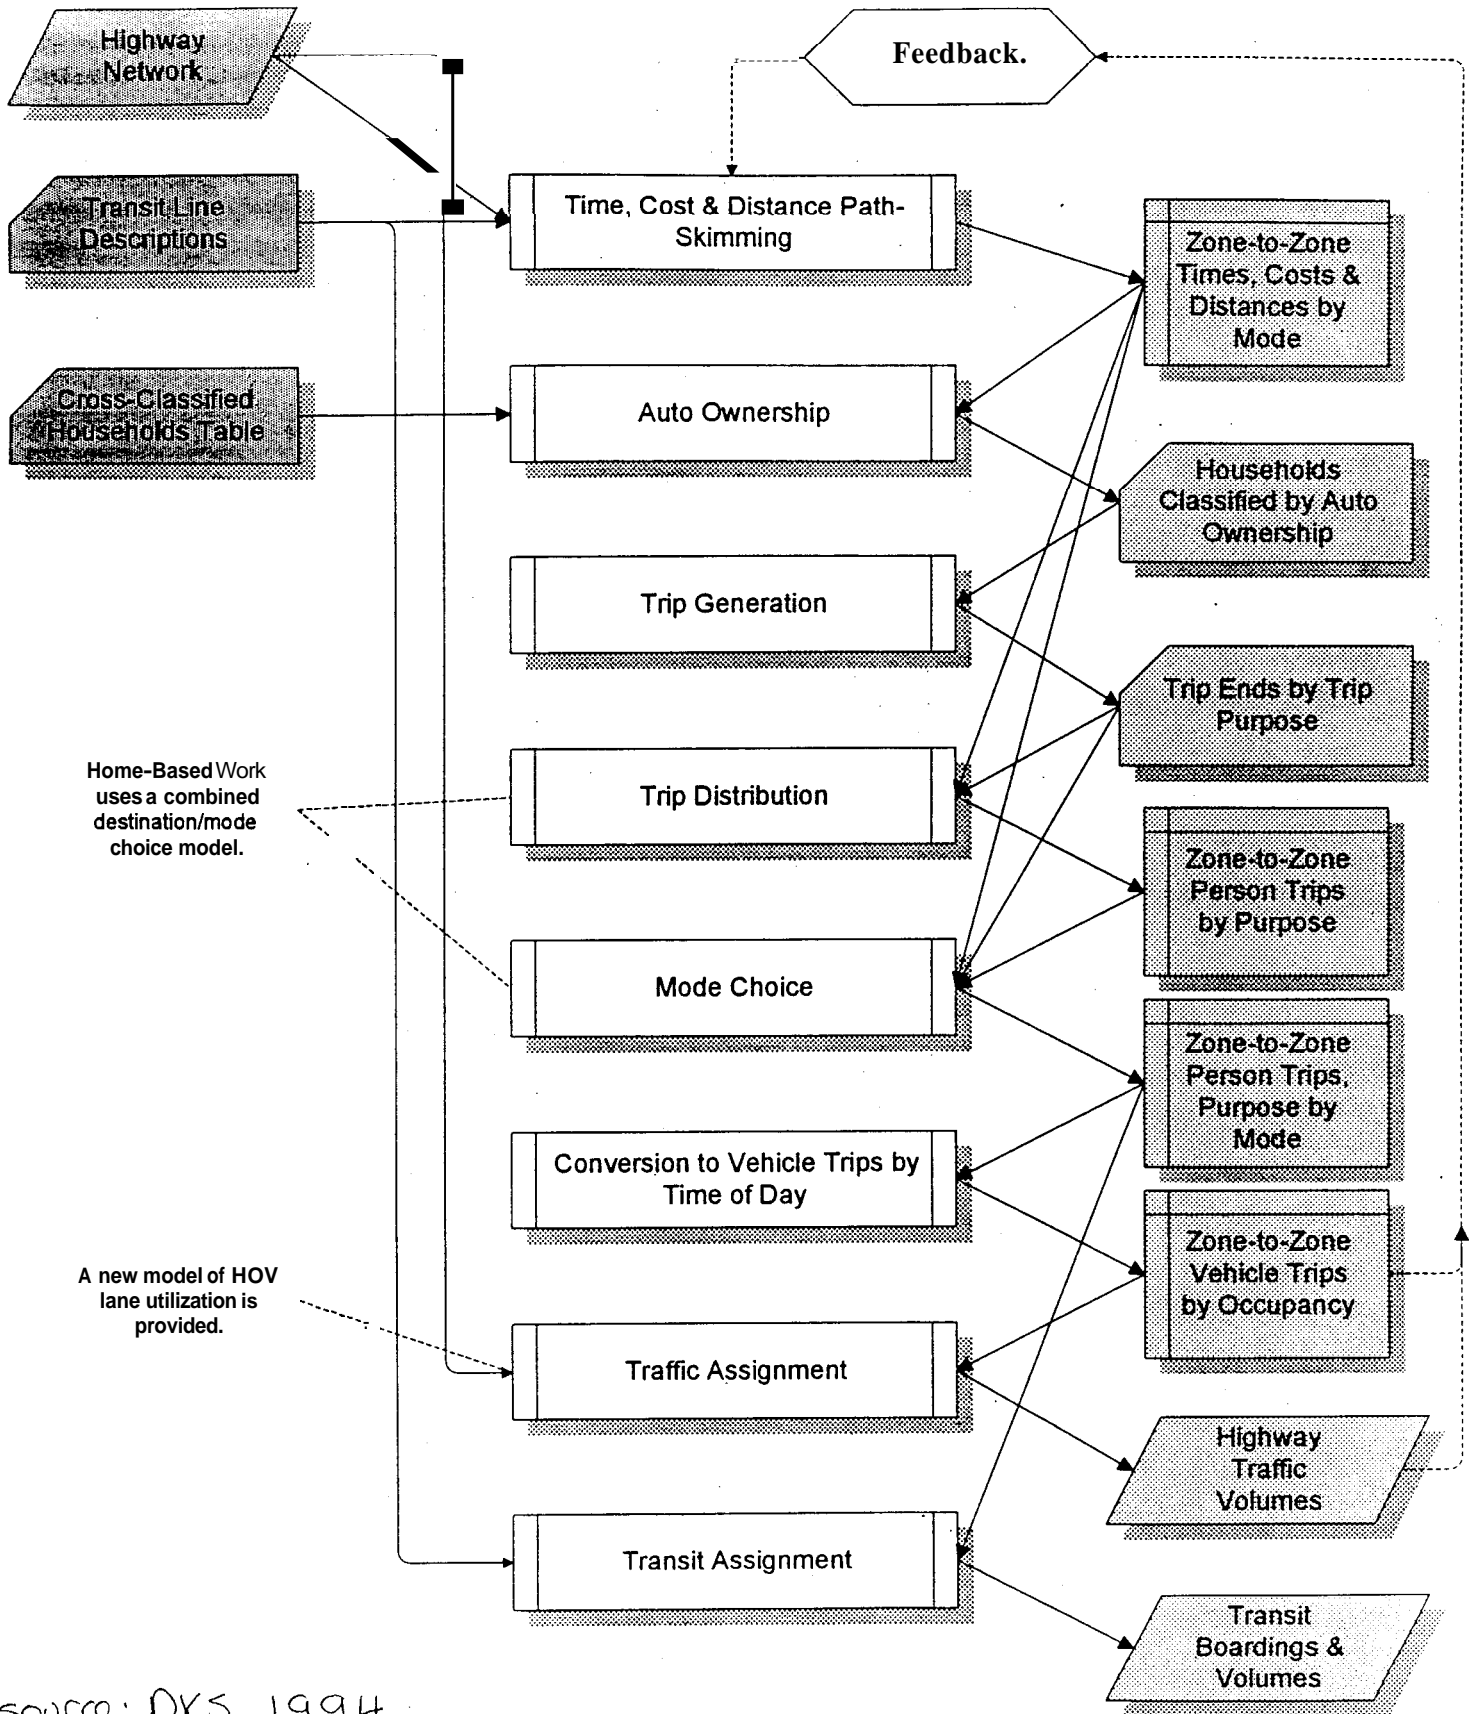 Highway
Network
Feedback.
Transit Line
Descriptions
Time, Cost & Distance Path-
Skimming
Zone-to-Zone
Times, Costs &
Distances by
Mode
Cross-Classified
Households Table
Auto Ownership
Households
Classified by Auto
Ownership
Trip Generation
Trip Ends by Trip
Purpose
Home-Based Work
uses a combined
destination/mode
choice model.
Trip Distribution
Zone-to-Zone
Person Trips
by Purpose
Mode Choice
Zone-to-Zone
Person Trips,
Purpose by
Mode
Conversion to Vehicle Trips by
Time of Day
Zone-to-Zone
Vehicle Trips
by Occupancy
A new model of HOV
lane utilization is
provided.
Traffic Assignment
Highway
Traffic
Volumes
Transit Assignment
Transit
Boardings &
Volumes
source: DKS 1994